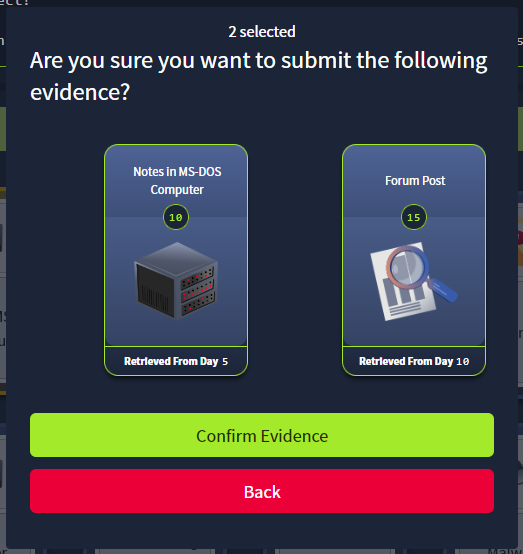 2 selected
Are you sure you want to submit the following
evidence?
Notes in MS-DOS
Computer
10
Retrieved From Day 5
Forum Post
15
Retrieved From Day 10
Confirm Evidence
Back